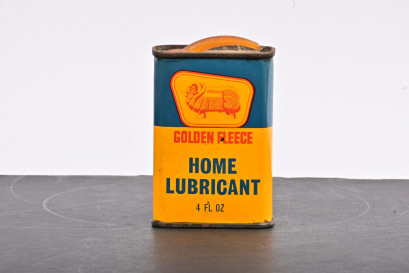 GOLDEN FLEECE
HOME
LUBRICANT
4 FL OZ